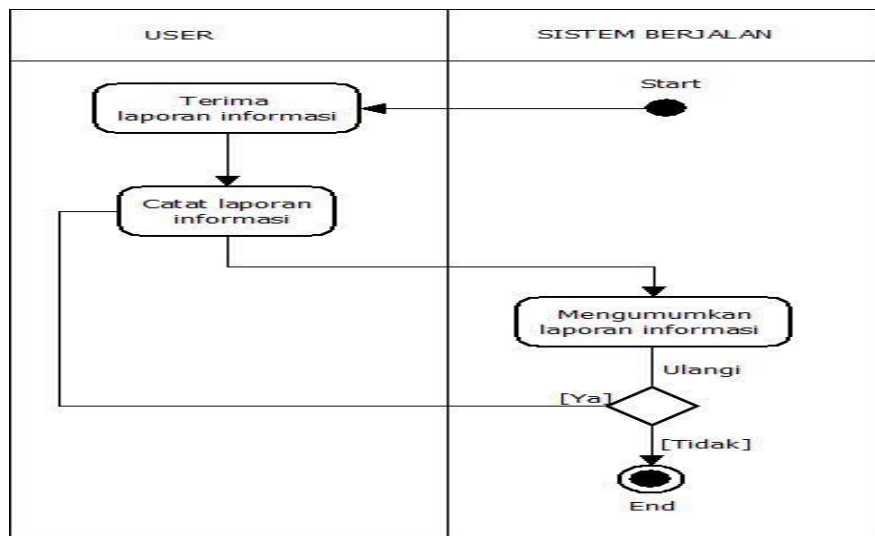 USER
SISTEM BERJALAN
Start
Terima
laporan informasi
Catat laporan
informasi
Mengumumkan
laporan informasi
Ulangi
[Ya]
[Tidak]
End